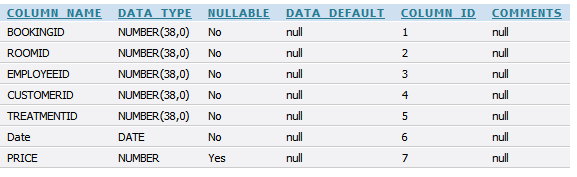 COLUMN_NAME DATA_TYPE NULLABLE DATA_DEFAULT COLUMN_ID COMMENTS
BOOKINGID NUMBER(38,0) No null 1 null
ROOMID NUMBER(38,0) No null 2 null
EMPLOYEEID NUMBER(38,0) No null 3 null
CUSTOMERID NUMBER(38,0) No null 4 null
TREATMENTID NUMBER(38,0) No null 5 null
Date DATE No null 6 null
PRICE NUMBER Yes null 7 null